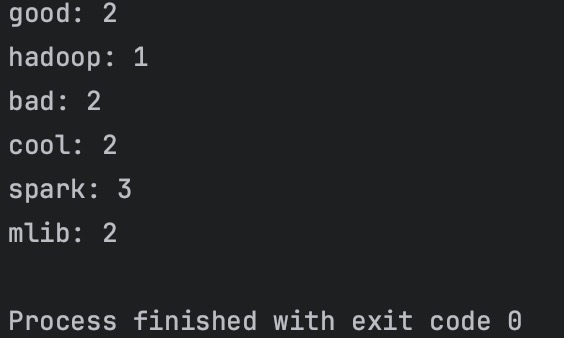 good: 2
hadoop: 1
bad: 2
cool: 2
spark: 3
mlib: 2
Process finished with exit code 0